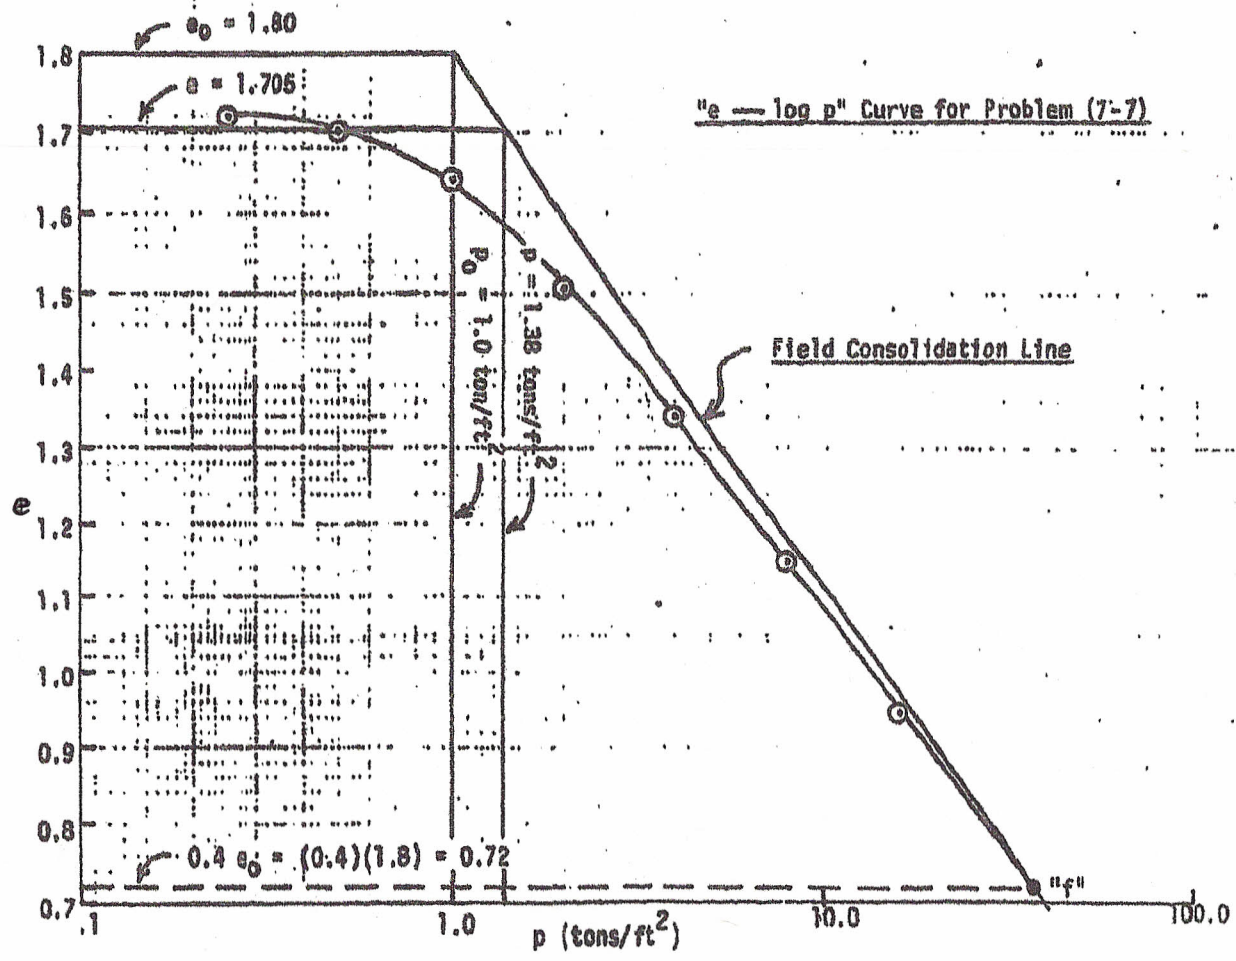 e₀ = 1.80
1.8
e = 1.705
"e — log p" Curve for Problem (7-7)
1.7
1.6
p₀ = 1.0 ton/ft²
p = 1.38 tons/ft²
1.5
Field Consolidation Line
1.4
1.3
e
1.2
1.1
1.0
0.9
0.8
0.4 e₀ = (0.4)(1.8) = 0.72
"f"
0.7
.1
1.0
p (tons/ft²)
10.0
100.0